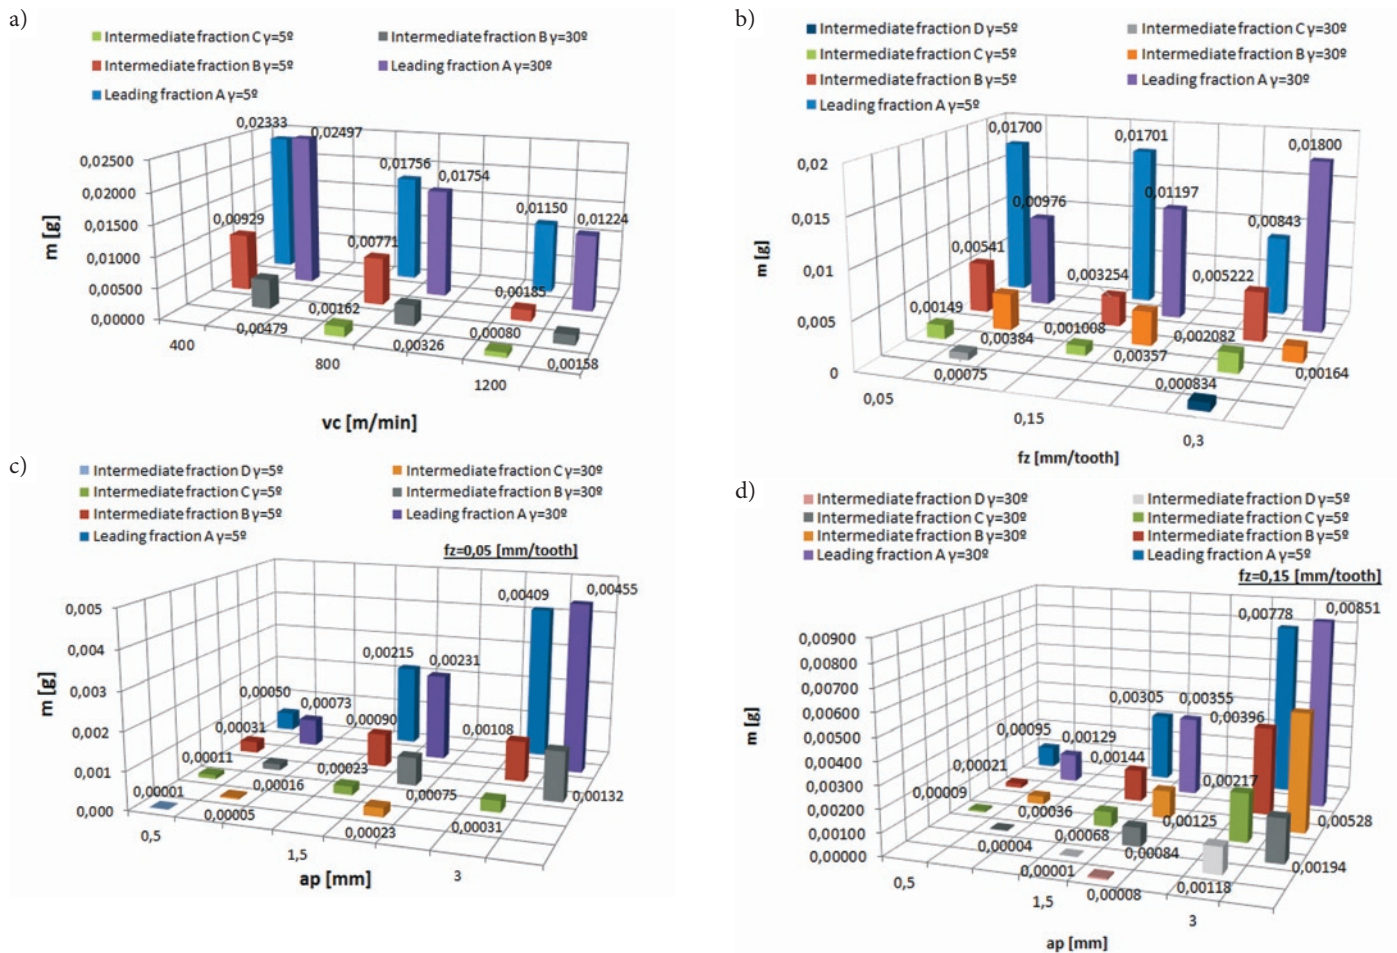 a)
Intermediate fraction C γ=5º
Intermediate fraction B γ=30º
Intermediate fraction B γ=5º
Leading fraction A γ=30º
Leading fraction A γ=5º
0,02333
0,02497
0,02500
0,02000
0,01500
0,01000
0,00500
0,00000
m [g]
0,01756
0,01754
0,01150
0,01224
0,00929
0,00771
0,00185
0,00162
0,00080
0,00479
0,00326
0,00158
400
800
1200
vc [m/min]
b)
Intermediate fraction D γ=5º
Intermediate fraction C γ=30º
Intermediate fraction C γ=5º
Intermediate fraction B γ=30º
Intermediate fraction B γ=5º
Leading fraction A γ=30º
Leading fraction A γ=5º
0,02
0,015
0,01
0,005
0
m [g]
0,01700
0,01701
0,01800
0,00976
0,01197
0,00843
0,00541
0,003254
0,005222
0,00149
0,00384
0,001008
0,00357
0,002082
0,00164
0,00075
0,000834
0,05
0,15
0,3
fz [mm/tooth]
c)
Intermediate fraction D γ=5º
Intermediate fraction C γ=30º
Intermediate fraction C γ=5º
Intermediate fraction B γ=30º
Intermediate fraction B γ=5º
Leading fraction A γ=30º
Leading fraction A γ=5º
fz=0,05 [mm/tooth]
0,005
0,004
0,003
0,002
0,001
0,000
m [g]
0,00409
0,00455
0,00215
0,00231
0,00050
0,00073
0,00031
0,00090
0,00108
0,00011
0,00023
0,00075
0,00132
0,00001
0,00016
0,00005
0,00023
0,00031
0,5
1,5
3
ap [mm]
d)
Intermediate fraction D γ=30º
Intermediate fraction D γ=5º
Intermediate fraction C γ=30º
Intermediate fraction C γ=5º
Intermediate fraction B γ=30º
Intermediate fraction B γ=5º
Leading fraction A γ=30º
Leading fraction A γ=5º
fz=0,15 [mm/tooth]
0,00900
0,00800
0,00700
0,00600
0,00500
0,00400
0,00300
0,00200
0,00100
0,00000
m [g]
0,00778
0,00851
0,00305
0,00355
0,00396
0,00095
0,00129
0,00144
0,00217
0,00021
0,00036
0,00125
0,00528
0,00009
0,00004
0,00068
0,00084
0,00194
0,00001
0,00008
0,00118
0,5
1,5
3
ap [mm]